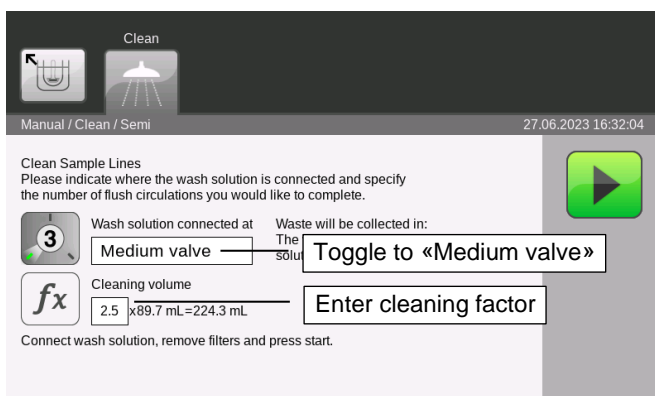 Clean
Manual / Clean / Semi
27.06.2023 16:32:04
Clean Sample Lines
Please indicate where the wash solution is connected and specify
the number of flush circulations you would like to complete.
3
Wash solution connected at
Waste will be collected in:
Medium valve
The
Toggle to «Medium valve»
fx
Cleaning volume
2.5 x89.7 mL=224.3 mL
Enter cleaning factor
Connect wash solution, remove filters and press start.